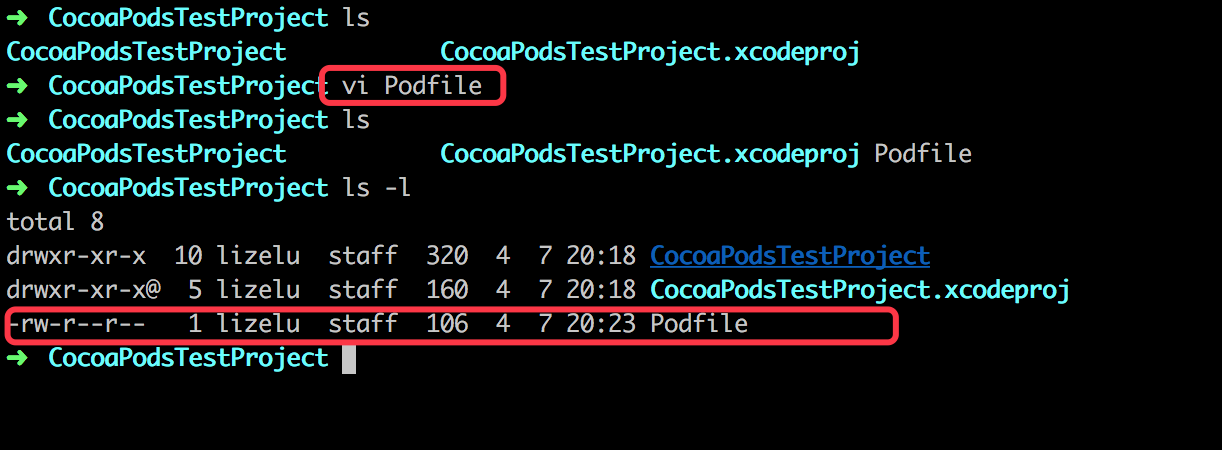 ➜ CocoaPodsTestProject ls
CocoaPodsTestProject CocoaPodsTestProject.xcodeproj
➜ CocoaPodsTestProject vi Podfile
➜ CocoaPodsTestProject ls
CocoaPodsTestProject CocoaPodsTestProject.xcodeproj Podfile
➜ CocoaPodsTestProject ls -l
total 8
drwxr-xr-x 10 lizelu staff 320 4 7 20:18 CocoaPodsTestProject
drwxr-xr-x@ 5 lizelu staff 160 4 7 20:18 CocoaPodsTestProject.xcodeproj
-rw-r--r-- 1 lizelu staff 106 4 7 20:23 Podfile
➜ CocoaPodsTestProject